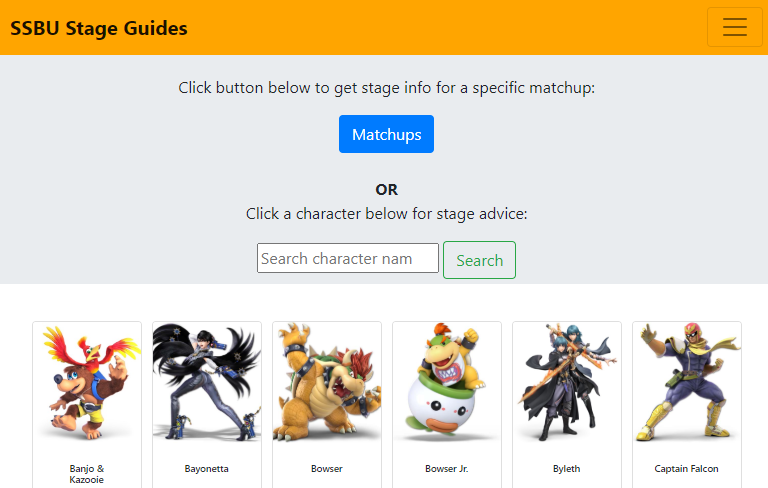 SSBU Stage Guides
Click button below to get stage info for a specific matchup:
Matchups
OR
Click a character below for stage advice:
Search character nam
Search
Banjo &
Kazooie
Bayonetta
Bowser
Bowser Jr.
Byleth
Captain Falcon